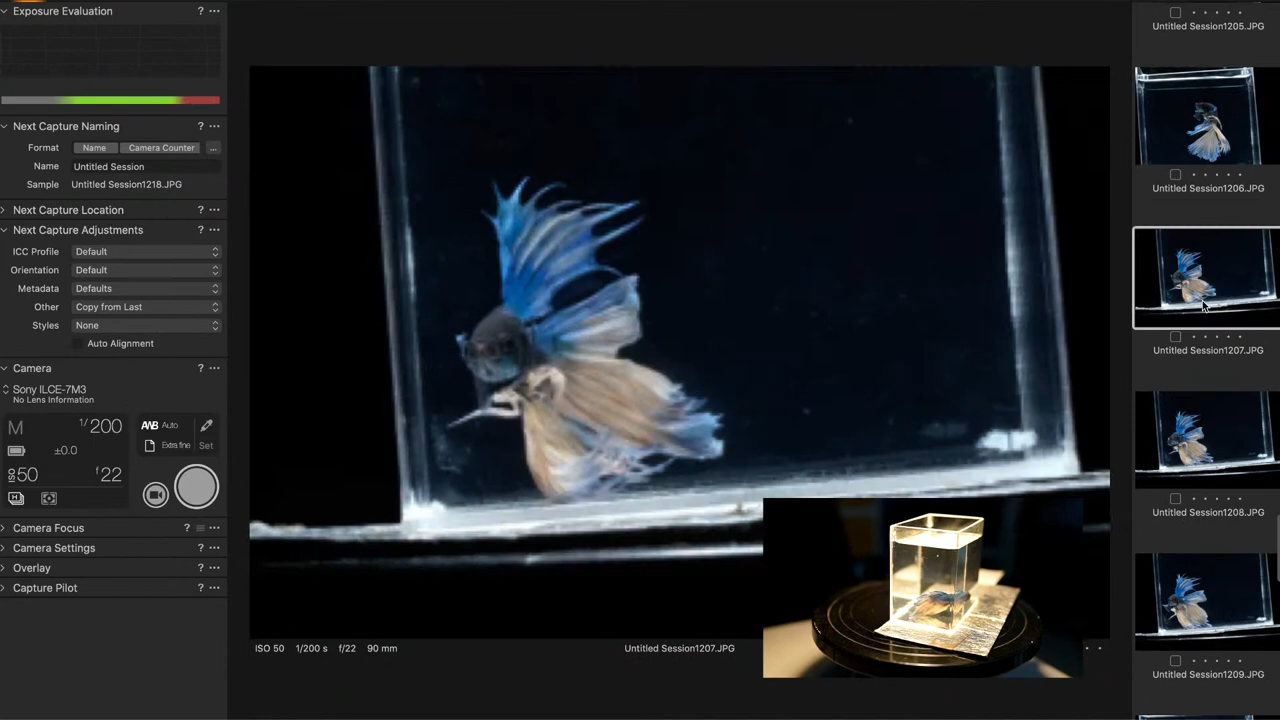 Exposure Evaluation ? ...
Next Capture Naming ? ...
Format Name Camera Counter ...
Name Untitled Session
Sample Untitled Session1218.JPG
Next Capture Location ? ...
Next Capture Adjustments ? ...
ICC Profile Default
Orientation Default
Metadata Defaults
Other Copy from Last
Styles None
Auto Alignment
Camera ? ...
Sony ILCE-7M3
No Lens Information
M 1/200 AWB Auto
±0.0 Extra fine Set
ISO 50 f22
Camera Focus ? ...
Camera Settings ? ...
Overlay ? ...
Capture Pilot ? ...
ISO 50 1/200 s f/22 90 mm Untitled Session1207.JPG
Untitled Session1205.JPG
Untitled Session1206.JPG
Untitled Session1207.JPG
Untitled Session1208.JPG
Untitled Session1209.JPG